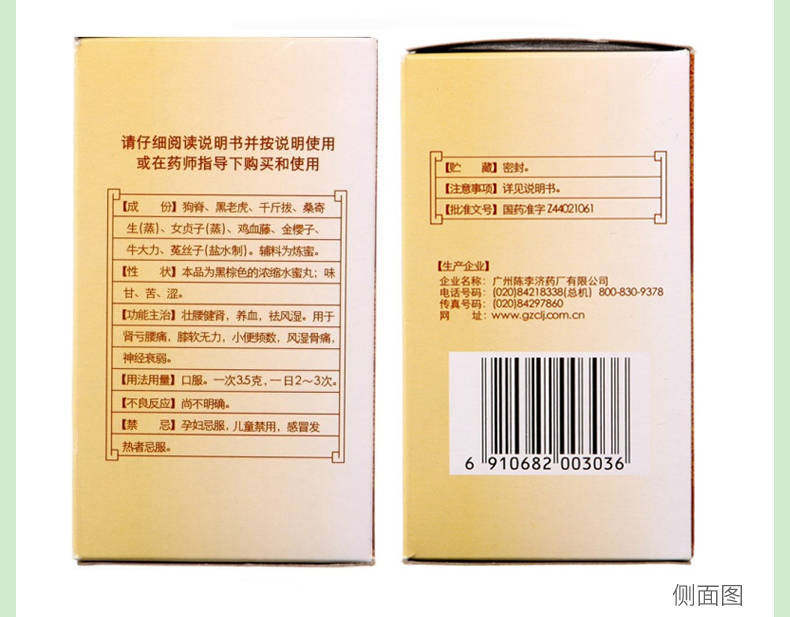 请仔细阅读说明书并按说明使用
或在药师指导下购买和使用
【成　　份】狗脊、黑老虎、千斤拔、桑寄
生(蒸)、女贞子(蒸)、鸡血藤、金樱子、
牛大力、菟丝子(盐水制)。辅料为炼蜜。
【性　　状】本品为黑棕色的浓缩水蜜丸；味
甘、苦、涩。
【功能主治】壮腰健肾，养血，祛风湿。用于
肾亏腰痛，膝软无力，小便频数，风湿骨痛，
神经衰弱。
【用法用量】口服。一次3.5克，一日2～3次。
【不良反应】尚不明确。
【禁　　忌】孕妇忌服，儿童禁用，感冒发
热者忌服。
【贮　　藏】密封。
【注意事项】详见说明书。
【批准文号】国药准字Z44021061
【生产企业】
企业名称：广州陈李济药厂有限公司
电话号码：(020)84218338(总机) 800-830-9378
传真号码：(020)84297860
网　　址：www.gzclj.com.cn
6 910682 003036
侧面图